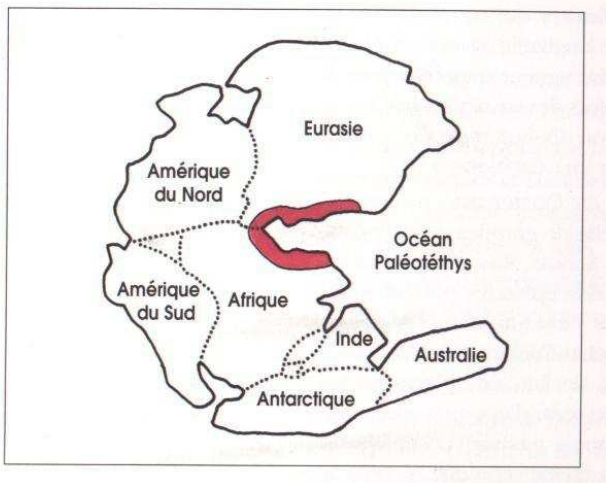 Eurasie
Amérique
du Nord
Océan
Paléotéthys
Amérique
du Sud
Afrique
Inde
Australie
Antarctique